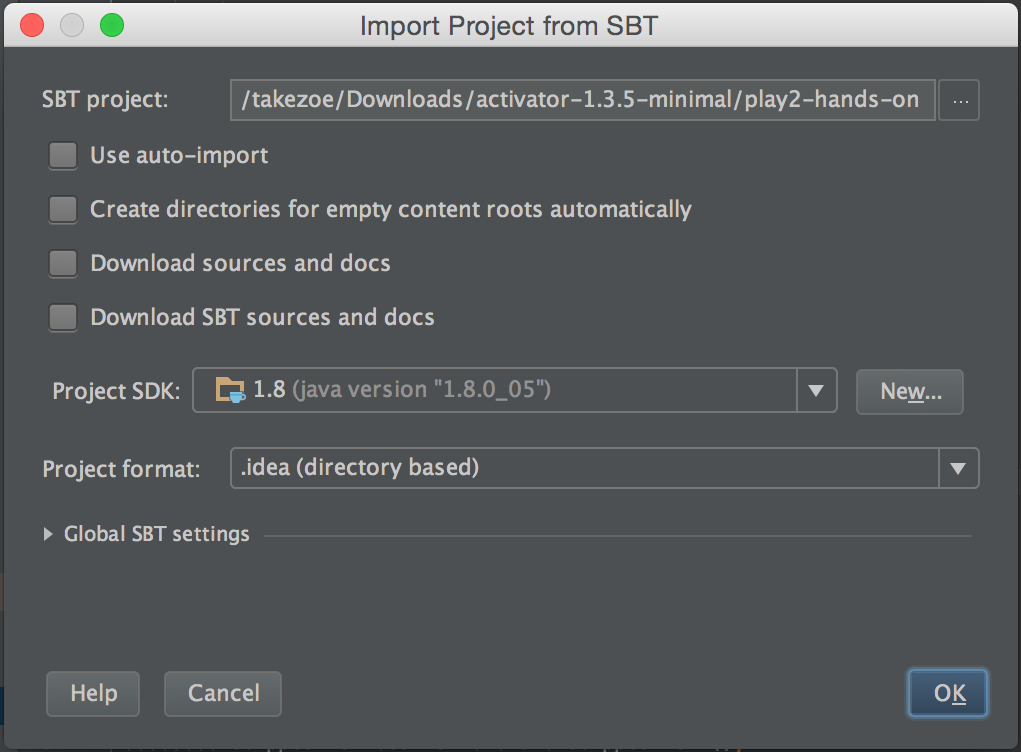 Import Project from SBT
SBT project: /takezoe/Downloads/activator-1.3.5-minimal/play2-hands-on ...
Use auto-import
Create directories for empty content roots automatically
Download sources and docs
Download SBT sources and docs
Project SDK: 1.8 (java version "1.8.0_05") New...
Project format: .idea (directory based)
Global SBT settings
Help Cancel OK